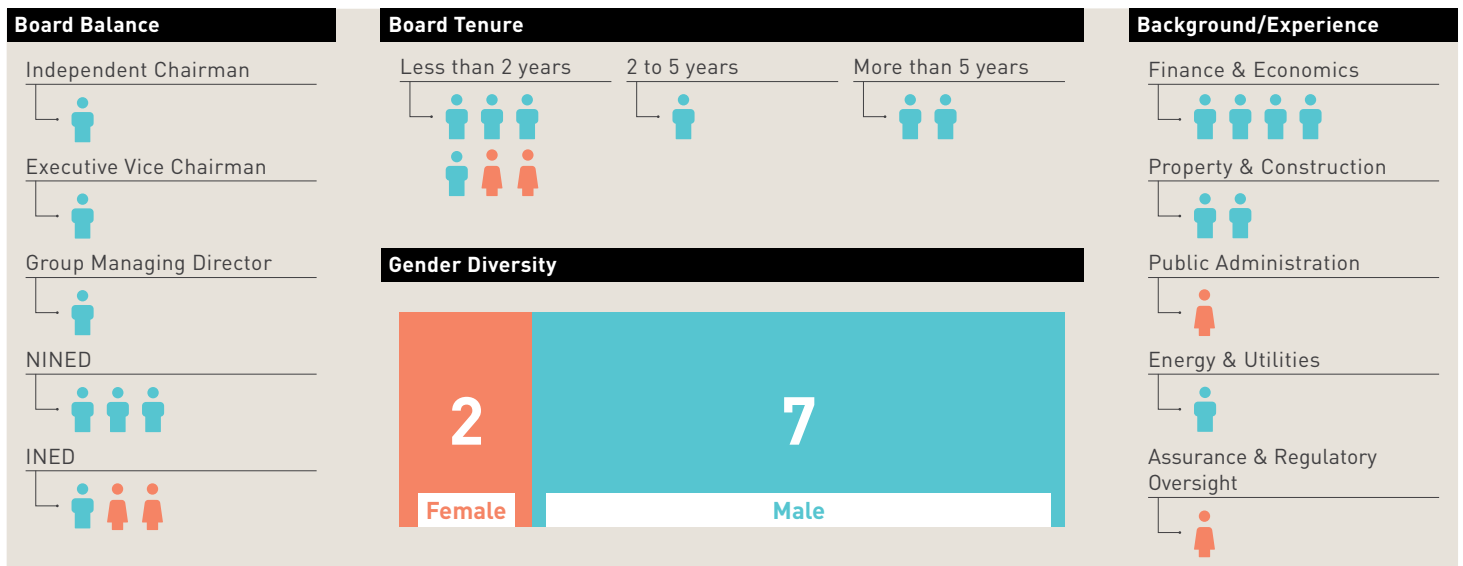 Board Balance
Independent Chairman
Executive Vice Chairman
Group Managing Director
NINED
INED
Board Tenure
Less than 2 years
2 to 5 years
More than 5 years
Gender Diversity
2
7
Female
Male
Background/Experience
Finance & Economics
Property & Construction
Public Administration
Energy & Utilities
Assurance & Regulatory
Oversight